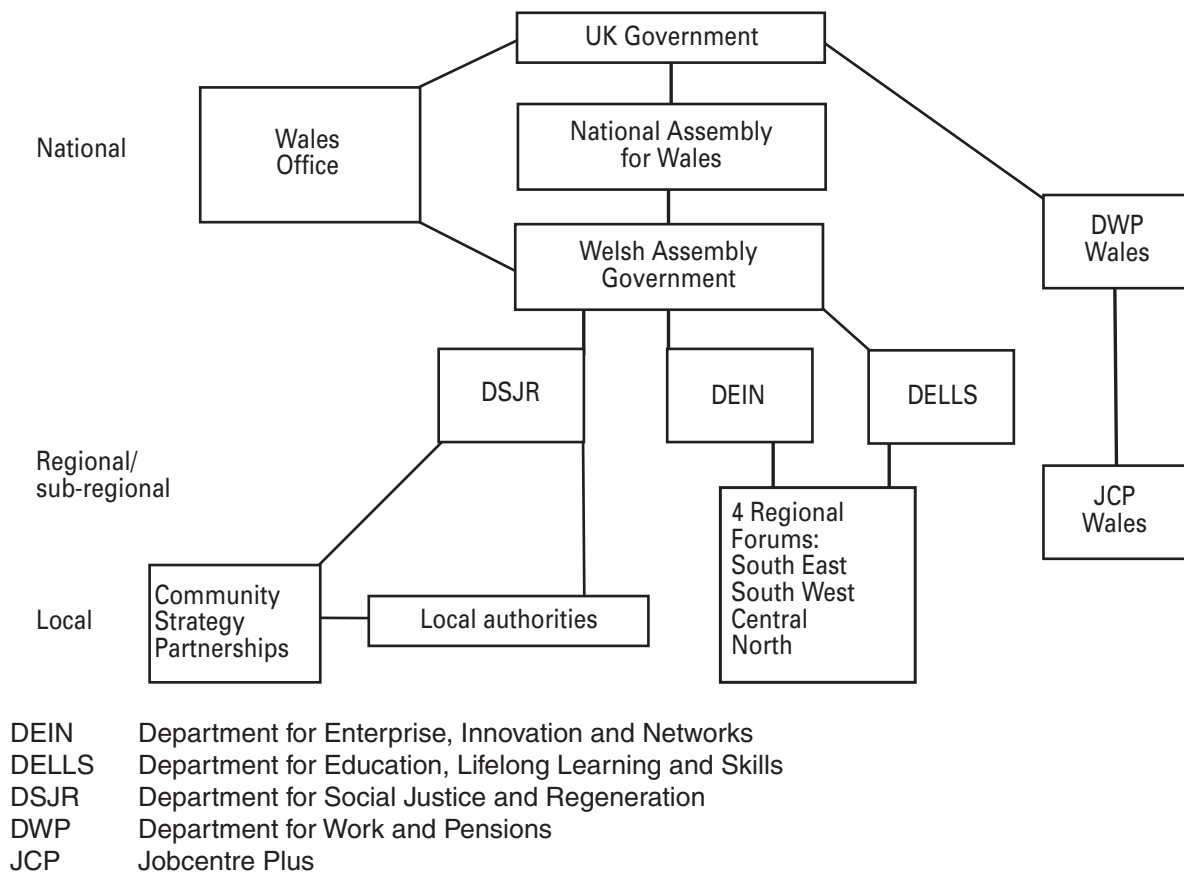 UK Government
National
Wales
Office
National Assembly
for Wales
DWP
Wales
Welsh Assembly
Government
DSJR
DEIN
DELLS
Regional/
sub-regional
JCP
Wales
4 Regional
Forums:
South East
South West
Central
North
Local
Community
Strategy
Partnerships
Local authorities
DEIN Department for Enterprise, Innovation and Networks
DELLS Department for Education, Lifelong Learning and Skills
DSJR Department for Social Justice and Regeneration
DWP Department for Work and Pensions
JCP Jobcentre Plus